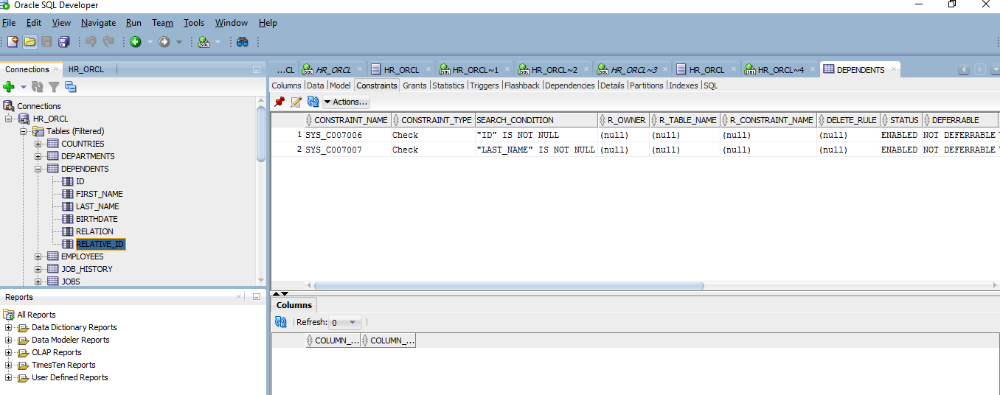 Oracle SQL Developer
File Edit View Navigate Run Team Tools Window Help
Connections HR_ORCL
Connections
HR_ORCL
Tables (Filtered)
COUNTRIES
DEPARTMENTS
DEPENDENTS
ID
FIRST_NAME
LAST_NAME
BIRTHDATE
RELATION
RELATIVE_ID
EMPLOYEES
JOB_HISTORY
JOBS
Reports
All Reports
Data Dictionary Reports
Data Modeler Reports
OLAP Reports
TimesTen Reports
User Defined Reports
...CL HR_ORCL HR_ORCL HR_ORCL~1 HR_ORCL~2 HR_ORCL~3 HR_ORCL HR_ORCL~4 DEPENDENTS
Columns Data Model Constraints Grants Statistics Triggers Flashback Dependencies Details Partitions Indexes SQL
Actions...
CONSTRAINT_NAME CONSTRAINT_TYPE SEARCH_CONDITION R_OWNER R_TABLE_NAME R_CONSTRAINT_NAME DELETE_RULE STATUS DEFERRABLE
1 SYS_C007006 Check "ID" IS NOT NULL (null) (null) (null) (null) ENABLED NOT DEFERRABLE
2 SYS_C007007 Check "LAST_NAME" IS NOT NULL (null) (null) (null) (null) ENABLED NOT DEFERRABLE
Columns
Refresh: 0
COLUMN_... COLUMN_...